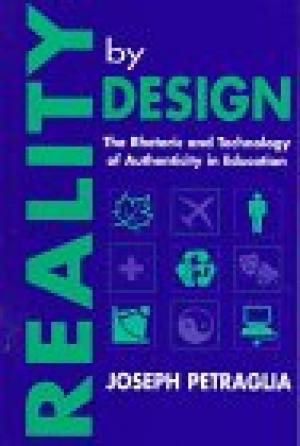 REALITY
by
DESIGN
The Rhetoric and Technology
of Authenticity in Education
JOSEPH PETRAGLIA